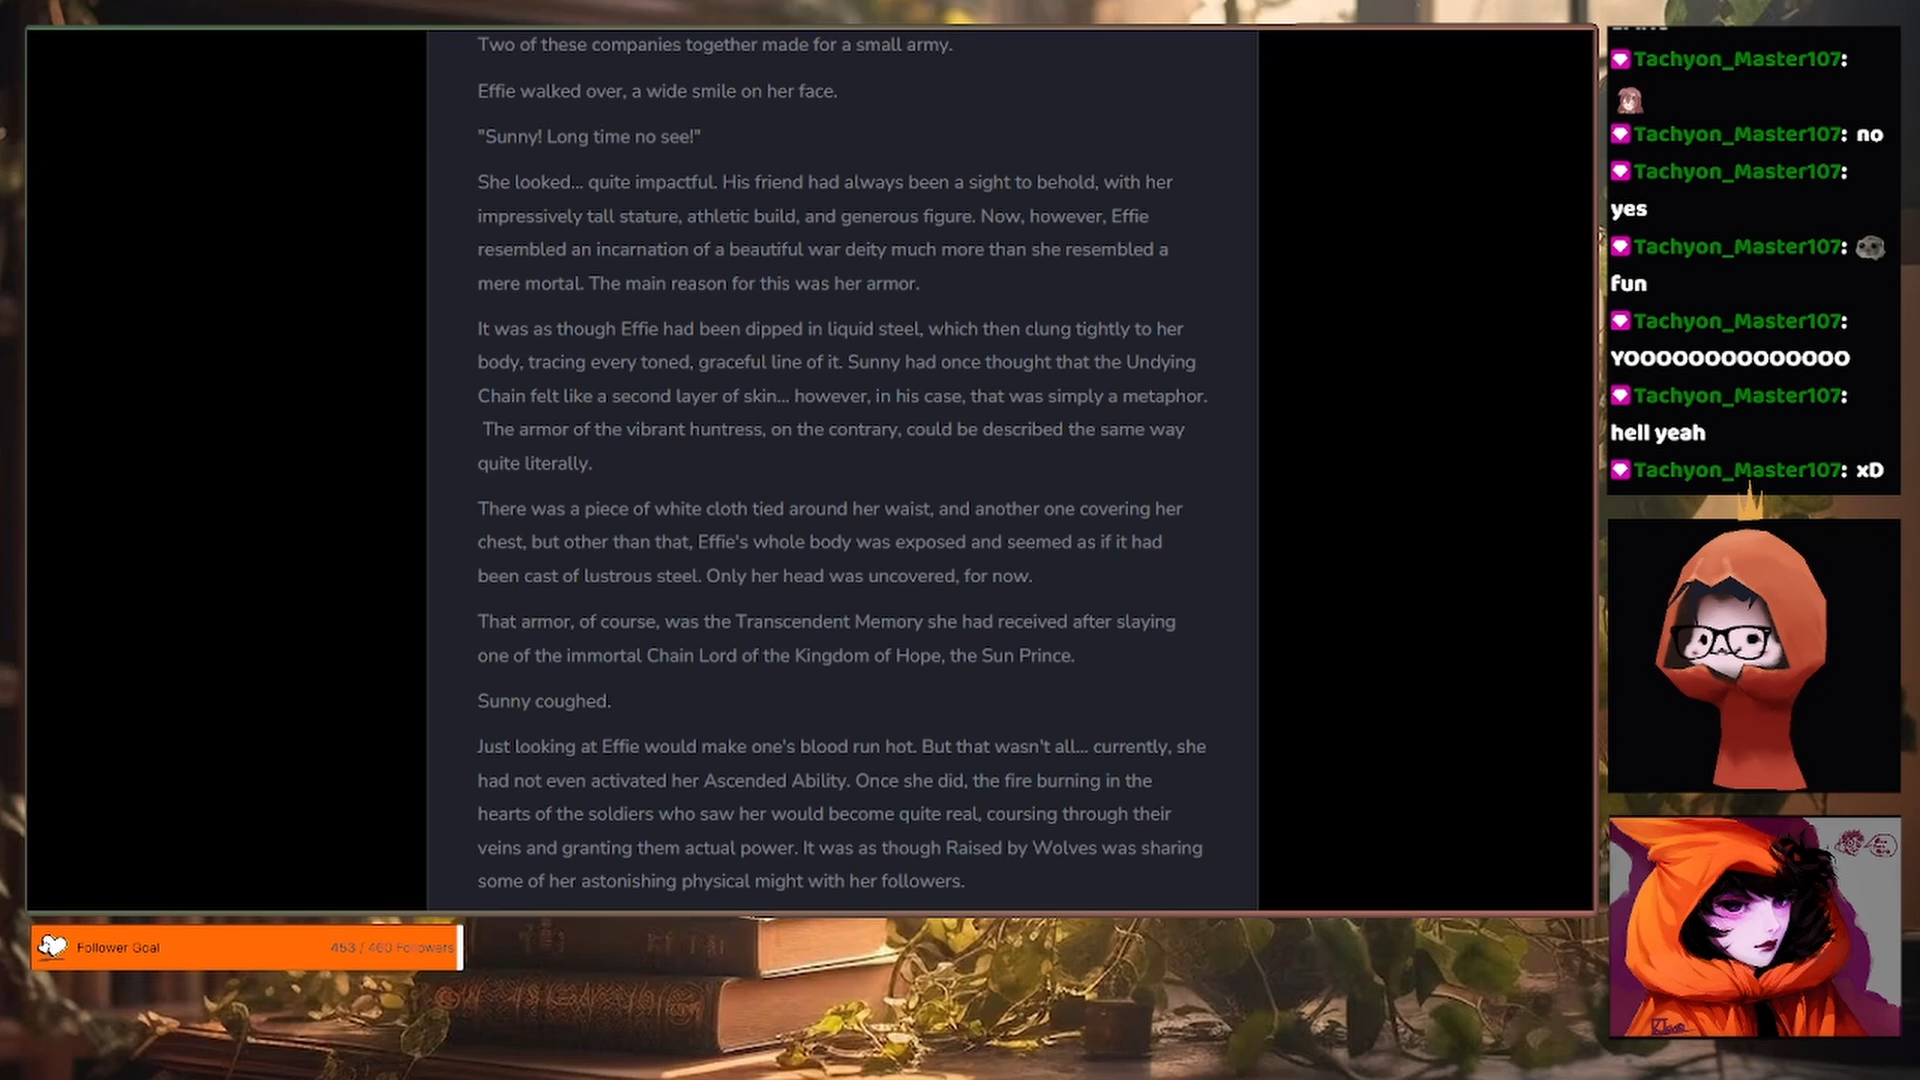 Two of these companies together made for a small army.
Effie walked over, a wide smile on her face.
"Sunny! Long time no see!"
She looked... quite impactful. His friend had always been a sight to behold, with her
impressively tall stature, athletic build, and generous figure. Now, however, Effie
resembled an incarnation of a beautiful war deity much more than she resembled a
mere mortal. The main reason for this was her armor.
It was as though Effie had been dipped in liquid steel, which then clung tightly to her
body, tracing every toned, graceful line of it. Sunny had once thought that the Undying
Chain felt like a second layer of skin... however, in his case, that was simply a metaphor.
The armor of the vibrant huntress, on the contrary, could be described the same way
quite literally.
There was a piece of white cloth tied around her waist, and another one covering her
chest, but other than that, Effie's whole body was exposed and seemed as if it had
been cast of lustrous steel. Only her head was uncovered, for now.
That armor, of course, was the Transcendent Memory she had received after slaying
one of the immortal Chain Lord of the Kingdom of Hope, the Sun Prince.
Sunny coughed.
Just looking at Effie would make one's blood run hot. But that wasn't all... currently, she
had not even activated her Ascended Ability. Once she did, the fire burning in the
hearts of the soldiers who saw her would become quite real, coursing through their
veins and granting them actual power. It was as though Raised by Wolves was sharing
some of her astonishing physical might with her followers.
Tachyon_Master107:
Tachyon_Master107: no
Tachyon_Master107:
yes
Tachyon_Master107:
fun
Tachyon_Master107:
YOOOOOOOOOOOOOO
Tachyon_Master107:
hell yeah
Tachyon_Master107: xD
Follower Goal
453 / 460 Followers